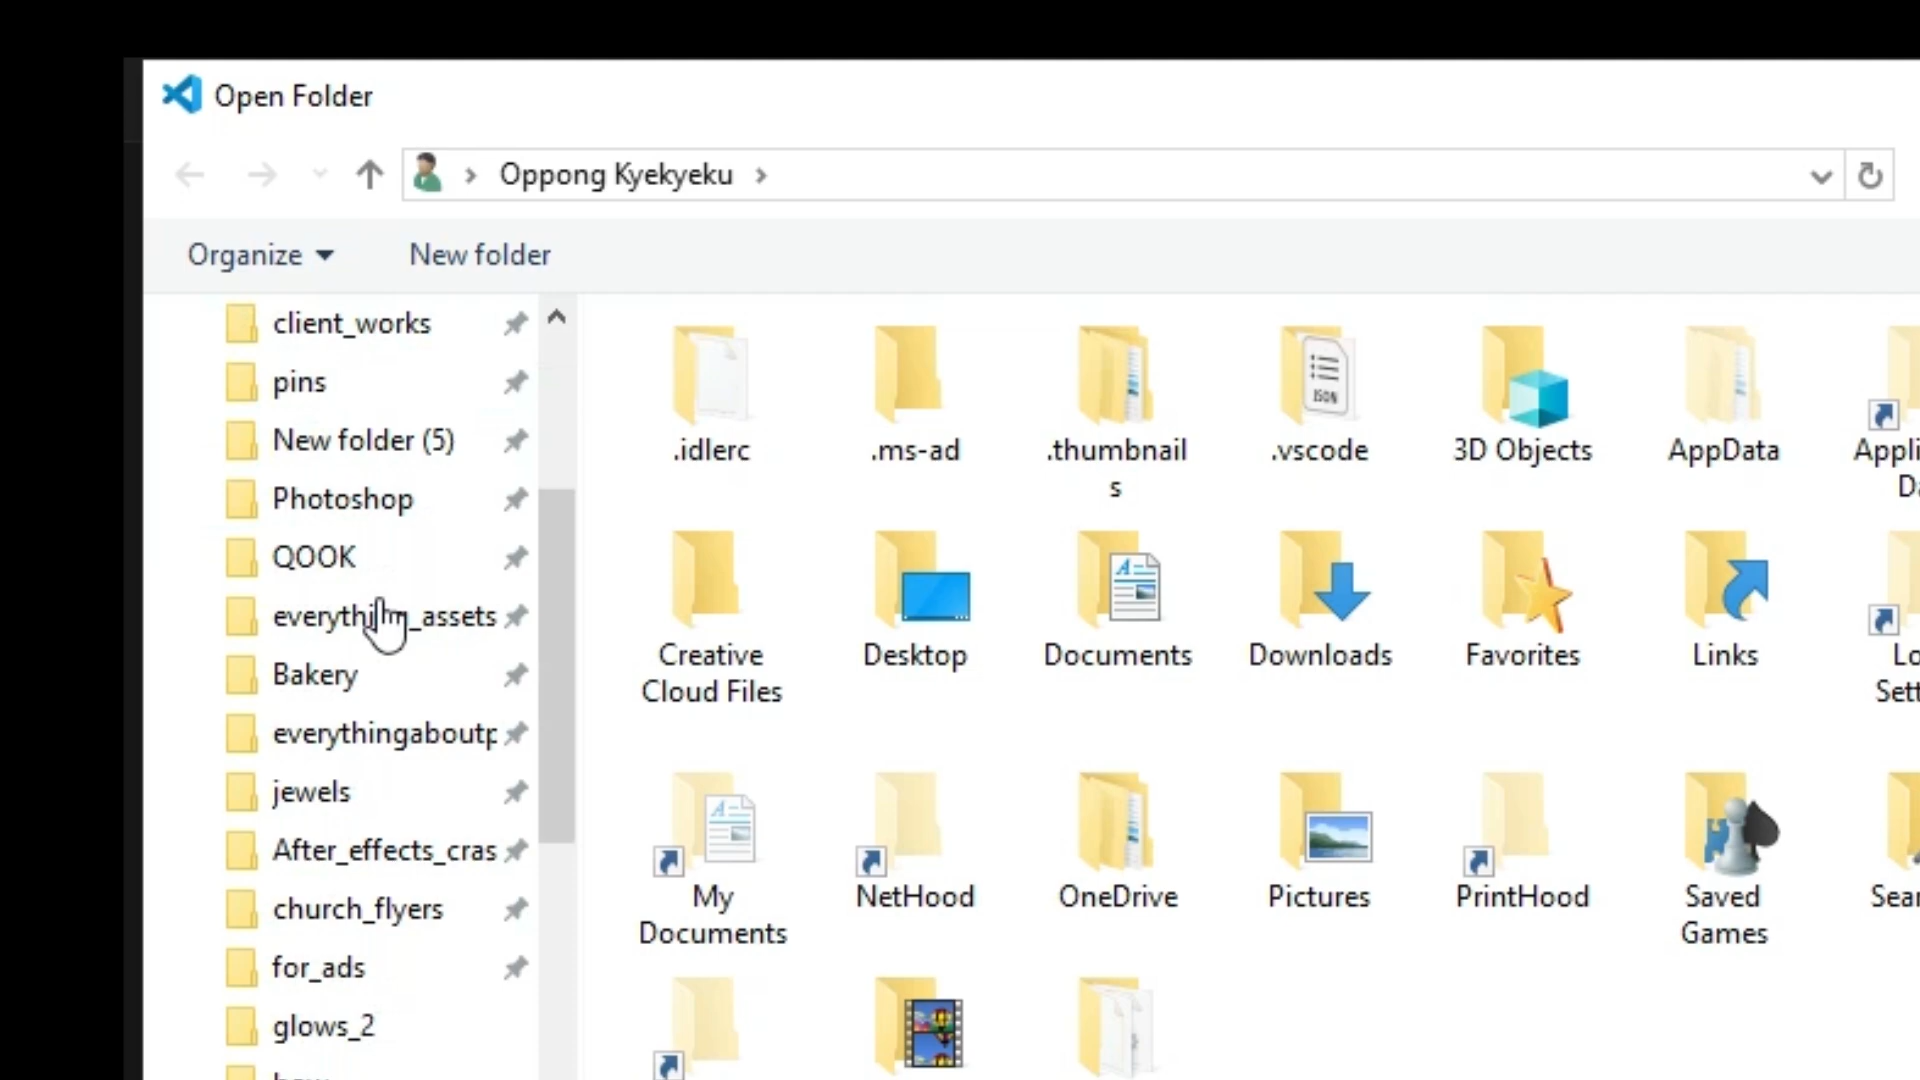 Open Folder
Oppong Kyekyeku
Organize
New folder
client_works
pins
New folder (5)
Photoshop
QOOK
everything_assets
Bakery
everythingaboutp
jewels
After_effects_cras
church_flyers
for_ads
glows_2
.idlerc
.ms-ad
.thumbnail
s
.vscode
3D Objects
AppData
Appli
Da
JSON
Creative
Cloud Files
Desktop
Documents
Downloads
Favorites
Links
Lo
Sett
My
Documents
NetHood
OneDrive
Pictures
PrintHood
Saved
Games
Sear